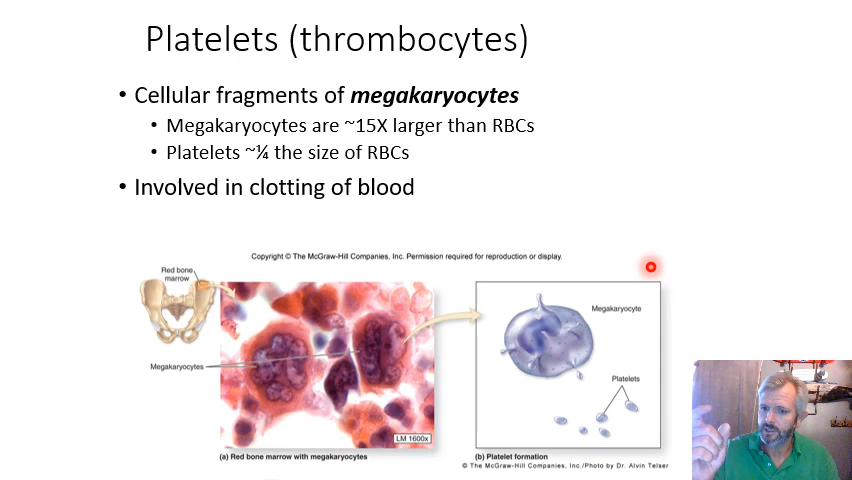 Platelets (thrombocytes)
• Cellular fragments of megakaryocytes
• Megakaryocytes are ~15X larger than RBCs
• Platelets ~¼ the size of RBCs
• Involved in clotting of blood
Copyright © The McGraw-Hill Companies, Inc. Permission required for reproduction or display.
Red bone
marrow
Megakaryocytes
LM 1600x
(a) Red bone marrow with megakaryocytes
Megakaryocyte
Platelets
(b) Platelet formation
© The McGraw-Hill Companies, Inc./Photo by Dr. Alvin Telser